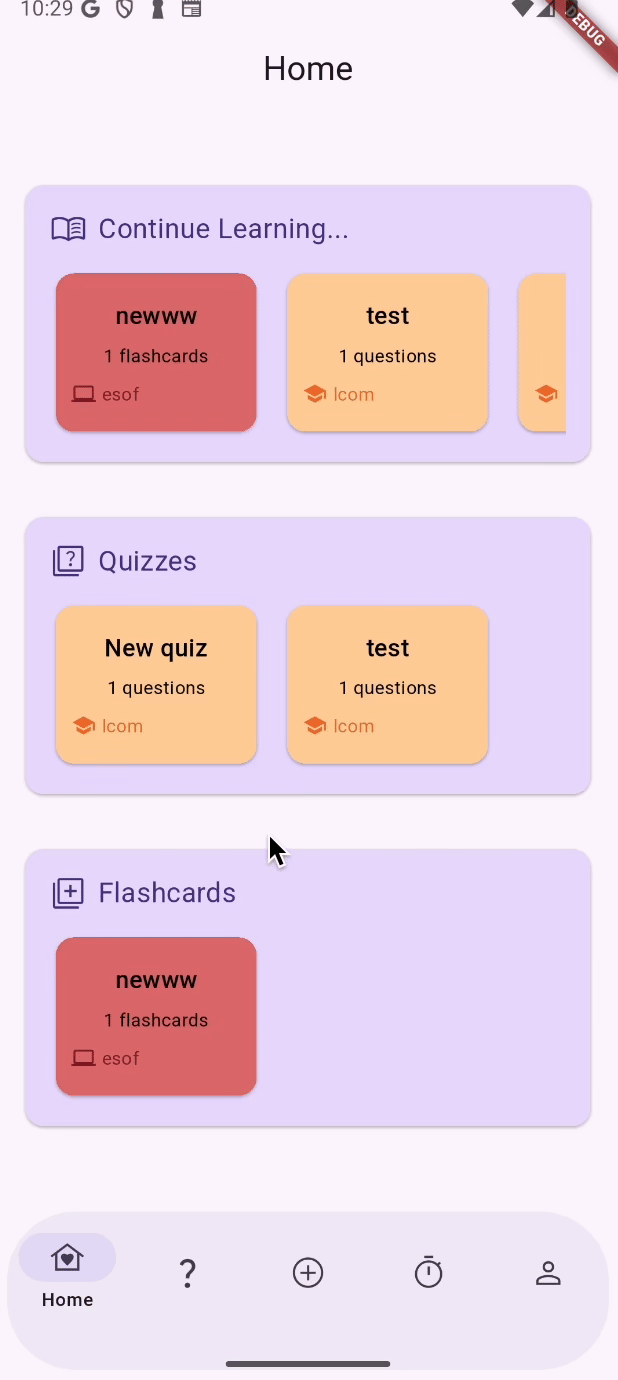 10:29
DEBUG
Home
Continue Learning...
newww
1 flashcards
esof
test
1 questions
lcom
Quizzes
New quiz
1 questions
lcom
test
1 questions
lcom
Flashcards
newww
1 flashcards
esof
Home